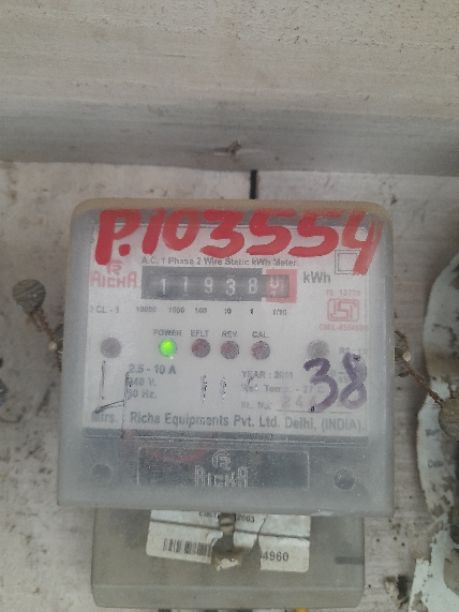 P.103554
A.C. 1 Phase 2 Wire Static kWh Meter.
RICHA
11938
kWh
10000 1000 100 10 1 1/10
POWER EFLT REV. CAL
2.5 - 10 A
240 V.
50 Hz.
YEAR :
38
Mfrs. : Richa Equipments Pvt. Ltd. Delhi, (INDIA).
RICHA
4960